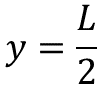 y = L/2